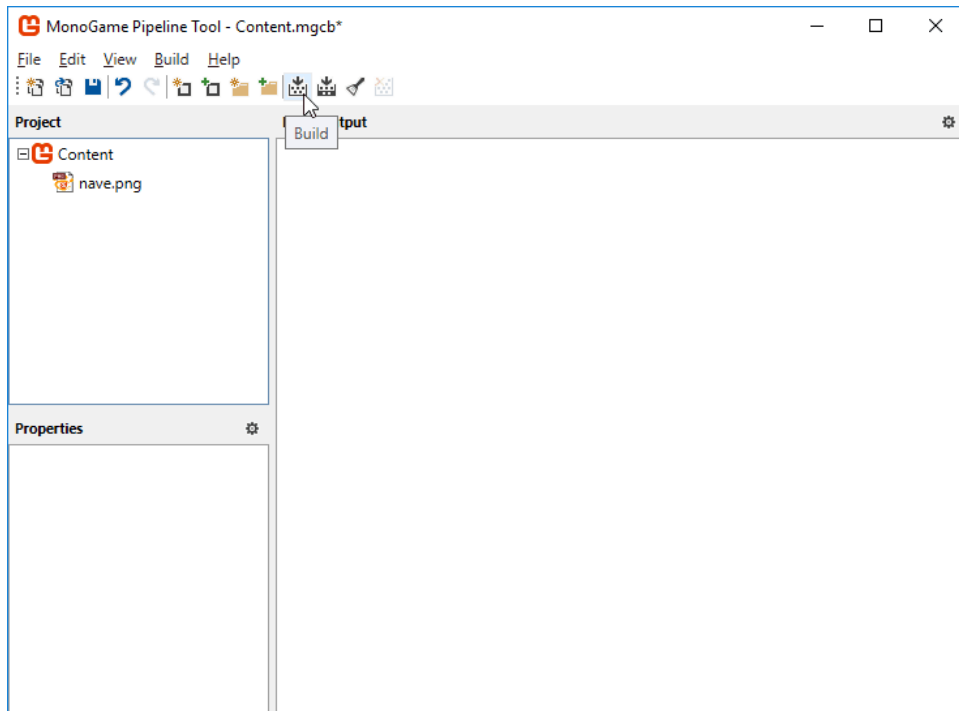 MonoGame Pipeline Tool - Content.mgcb*
File Edit View Build Help
Project
tput
Build
Content
nave.png
Properties